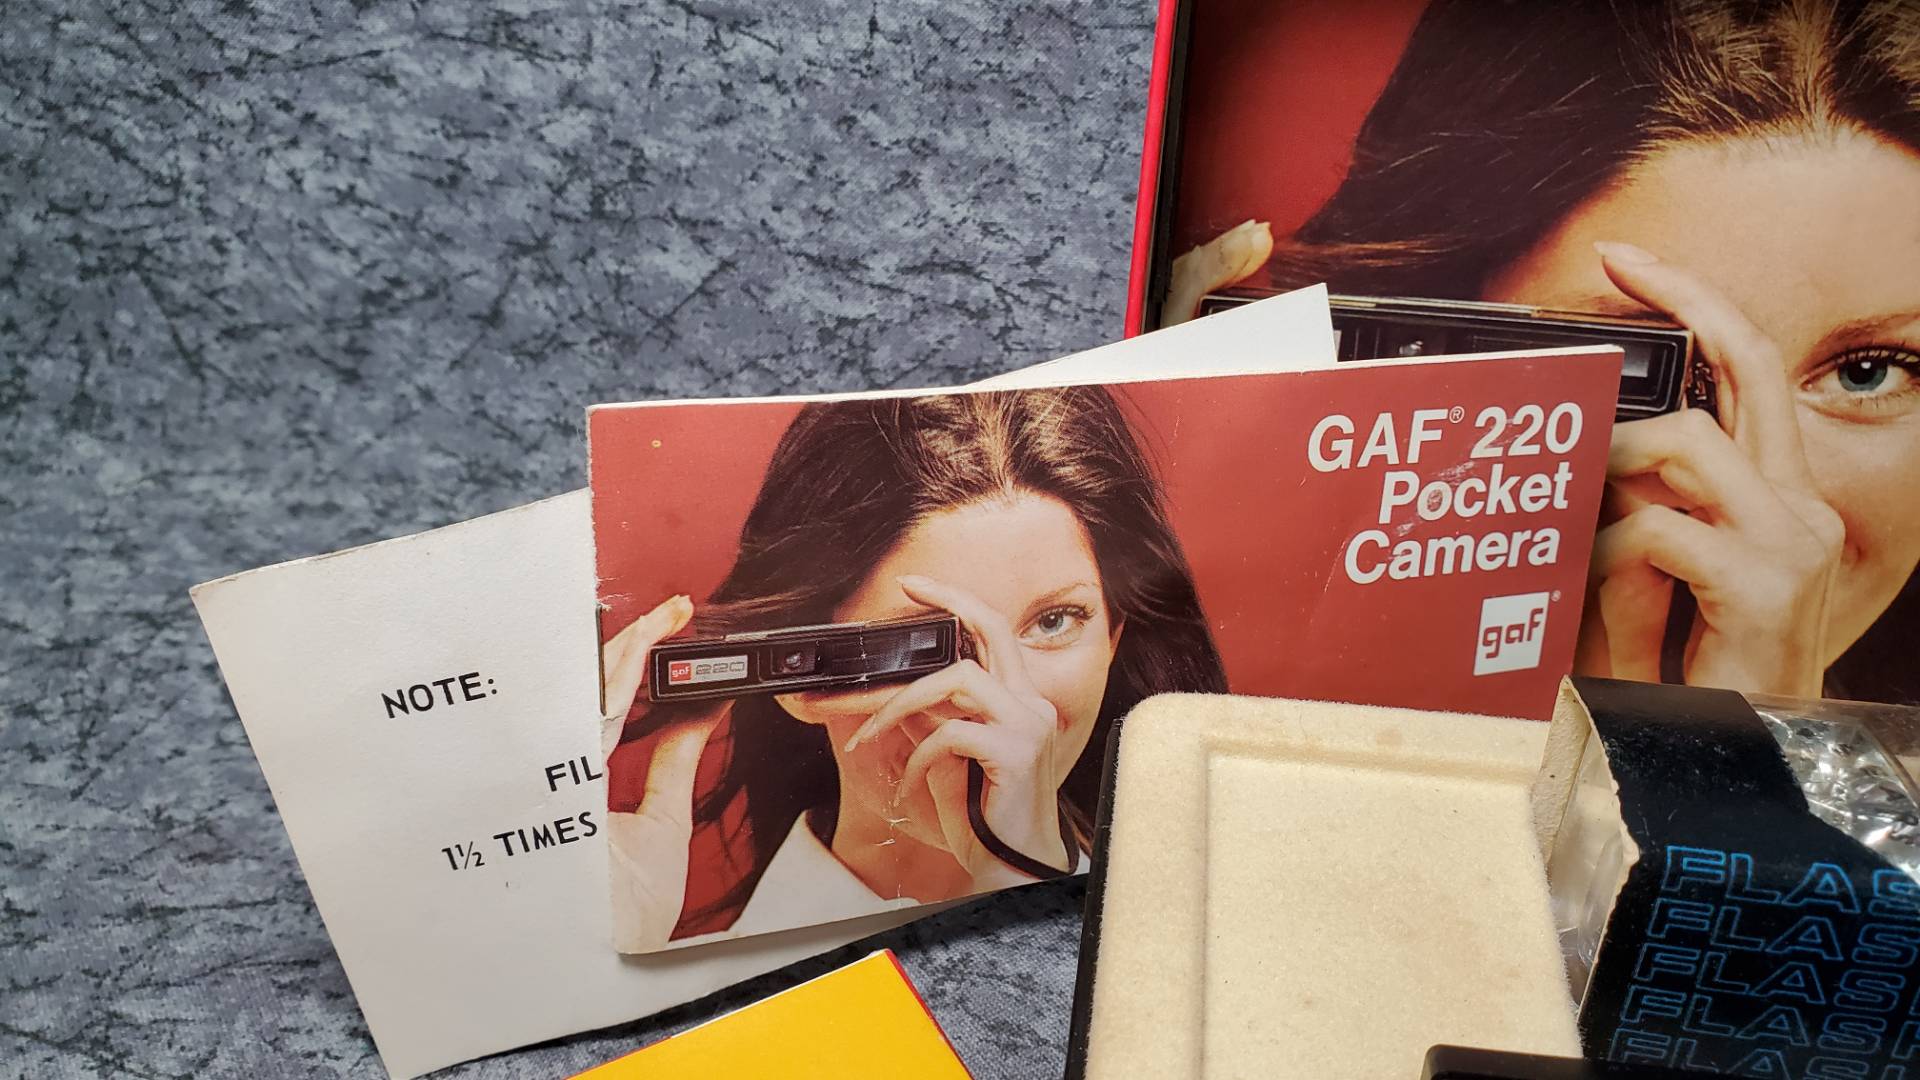 GAF® 220
Pocket
Camera
gaf®
gaf 220
NOTE:
FIL
1½ TIMES
FLAS
FLAS
FLAS
FLAS
FLAS